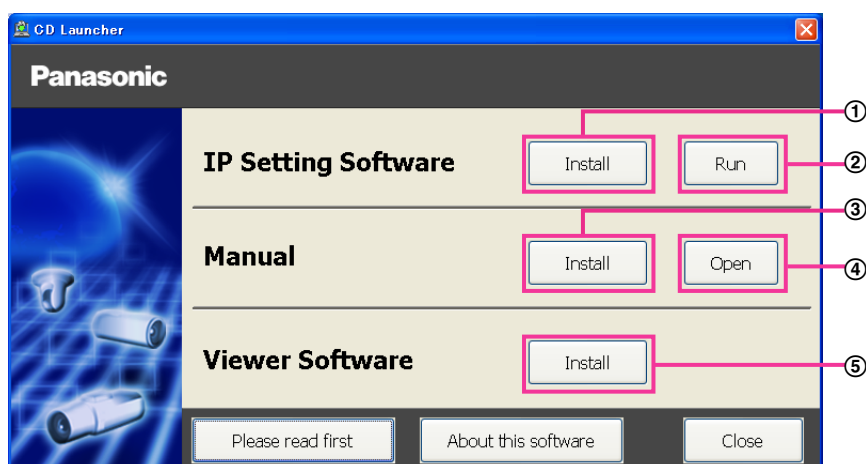 CD Launcher
Panasonic
①
IP Setting Software Install Run ②
③
Manual Install Open ④
Viewer Software Install ⑤
Please read first About this software Close